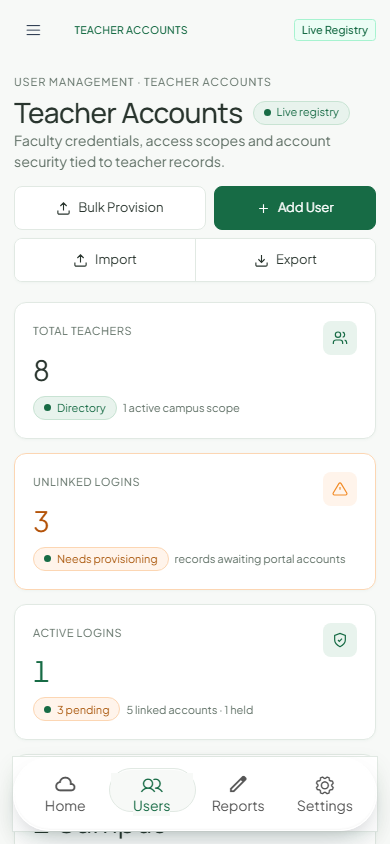 TEACHER ACCOUNTS
Live Registry
USER MANAGEMENT · TEACHER ACCOUNTS
Teacher Accounts
Live registry
Faculty credentials, access scopes and account
security tied to teacher records.
Bulk Provision
+ Add User
Import
Export
TOTAL TEACHERS
8
Directory
1 active campus scope
UNLINKED LOGINS
3
Needs provisioning
records awaiting portal accounts
ACTIVE LOGINS
1
3 pending
5 linked accounts · 1 held
Home
Users
Reports
Settings